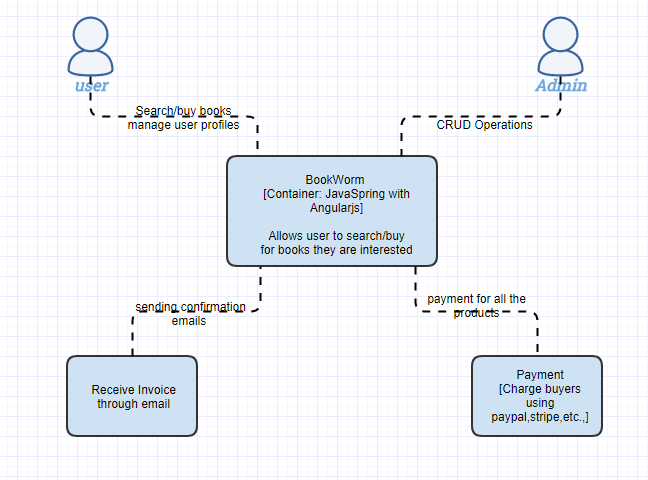 user
Admin
Search/buy books
manage user profiles
CRUD Operations
BookWorm
[Container: JavaSpring with
Angularjs]
Allows user to search/buy
for books they are interested
sending confirmation
emails
payment for all the
products
Receive Invoice
through email
Payment
[Charge buyers
using
paypal,stripe,etc.,]